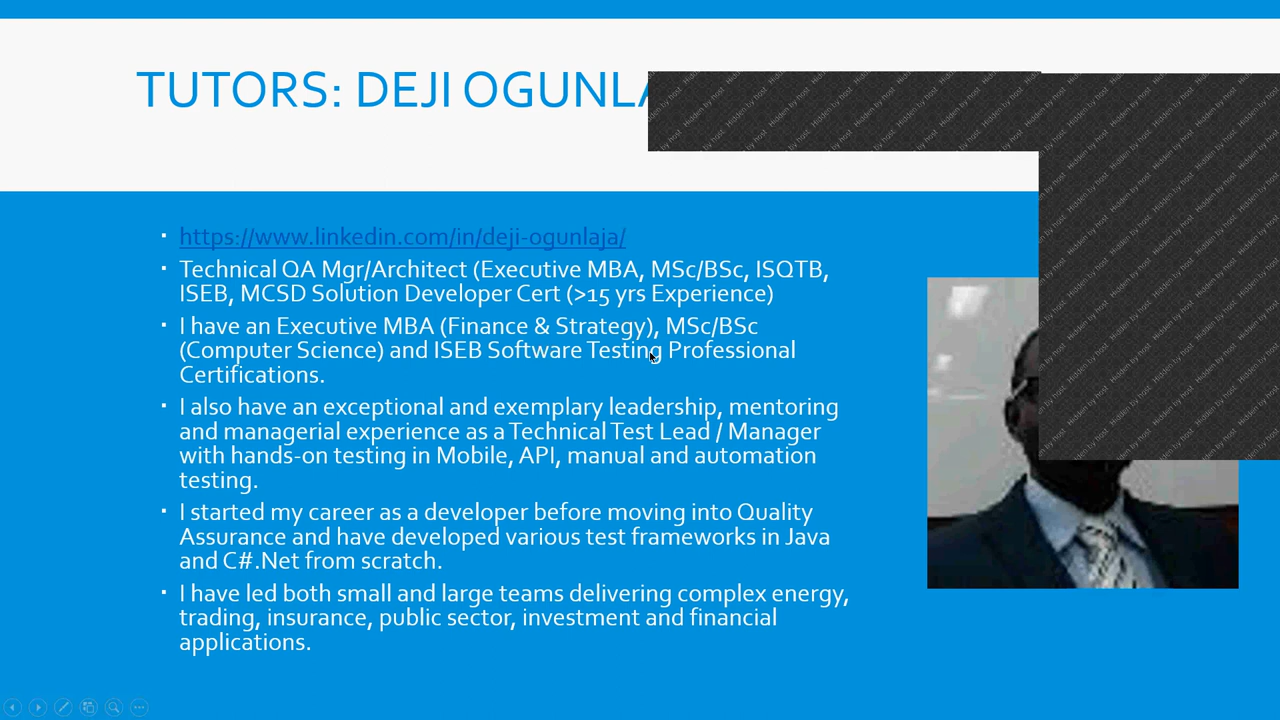 TUTORS: DEJI OGUNLA
Hidden by host
https://www.linkedin.com/in/deji-ogunlaja/
Technical QA Mgr/Architect (Executive MBA, MSc/BSc, ISQTB,
ISEB, MCSD Solution Developer Cert (>15 yrs Experience)
I have an Executive MBA (Finance & Strategy), MSc/BSc
(Computer Science) and ISEB Software Testing Professional
Certifications.
I also have an exceptional and exemplary leadership, mentoring
and managerial experience as a Technical Test Lead / Manager
with hands-on testing in Mobile, API, manual and automation
testing.
I started my career as a developer before moving into Quality
Assurance and have developed various test frameworks in Java
and C#.Net from scratch.
I have led both small and large teams delivering complex energy,
trading, insurance, public sector, investment and financial
applications.